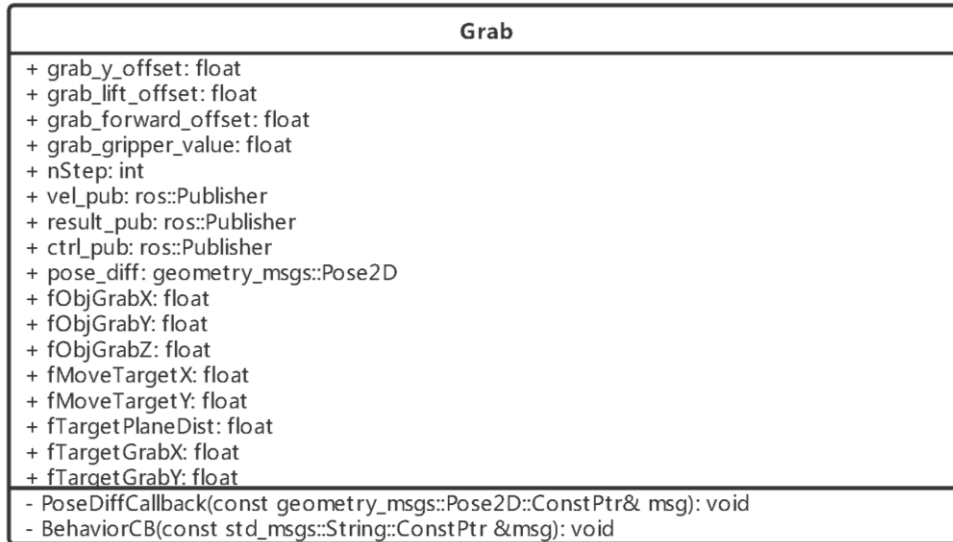 Grab
+ grab_y_offset: float
+ grab_lift_offset: float
+ grab_forward_offset: float
+ grab_gripper_value: float
+ nStep: int
+ vel_pub: ros::Publisher
+ result_pub: ros::Publisher
+ ctrl_pub: ros::Publisher
+ pose_diff: geometry_msgs::Pose2D
+ fObjGrabX: float
+ fObjGrabY: float
+ fObjGrabZ: float
+ fMoveTargetX: float
+ fMoveTargetY: float
+ fTargetPlaneDist: float
+ fTargetGrabX: float
+ fTargetGrabY: float
- PoseDiffCallback(const geometry_msgs::Pose2D::ConstPtr& msg): void
- BehaviorCB(const std_msgs::String::ConstPtr &msg): void